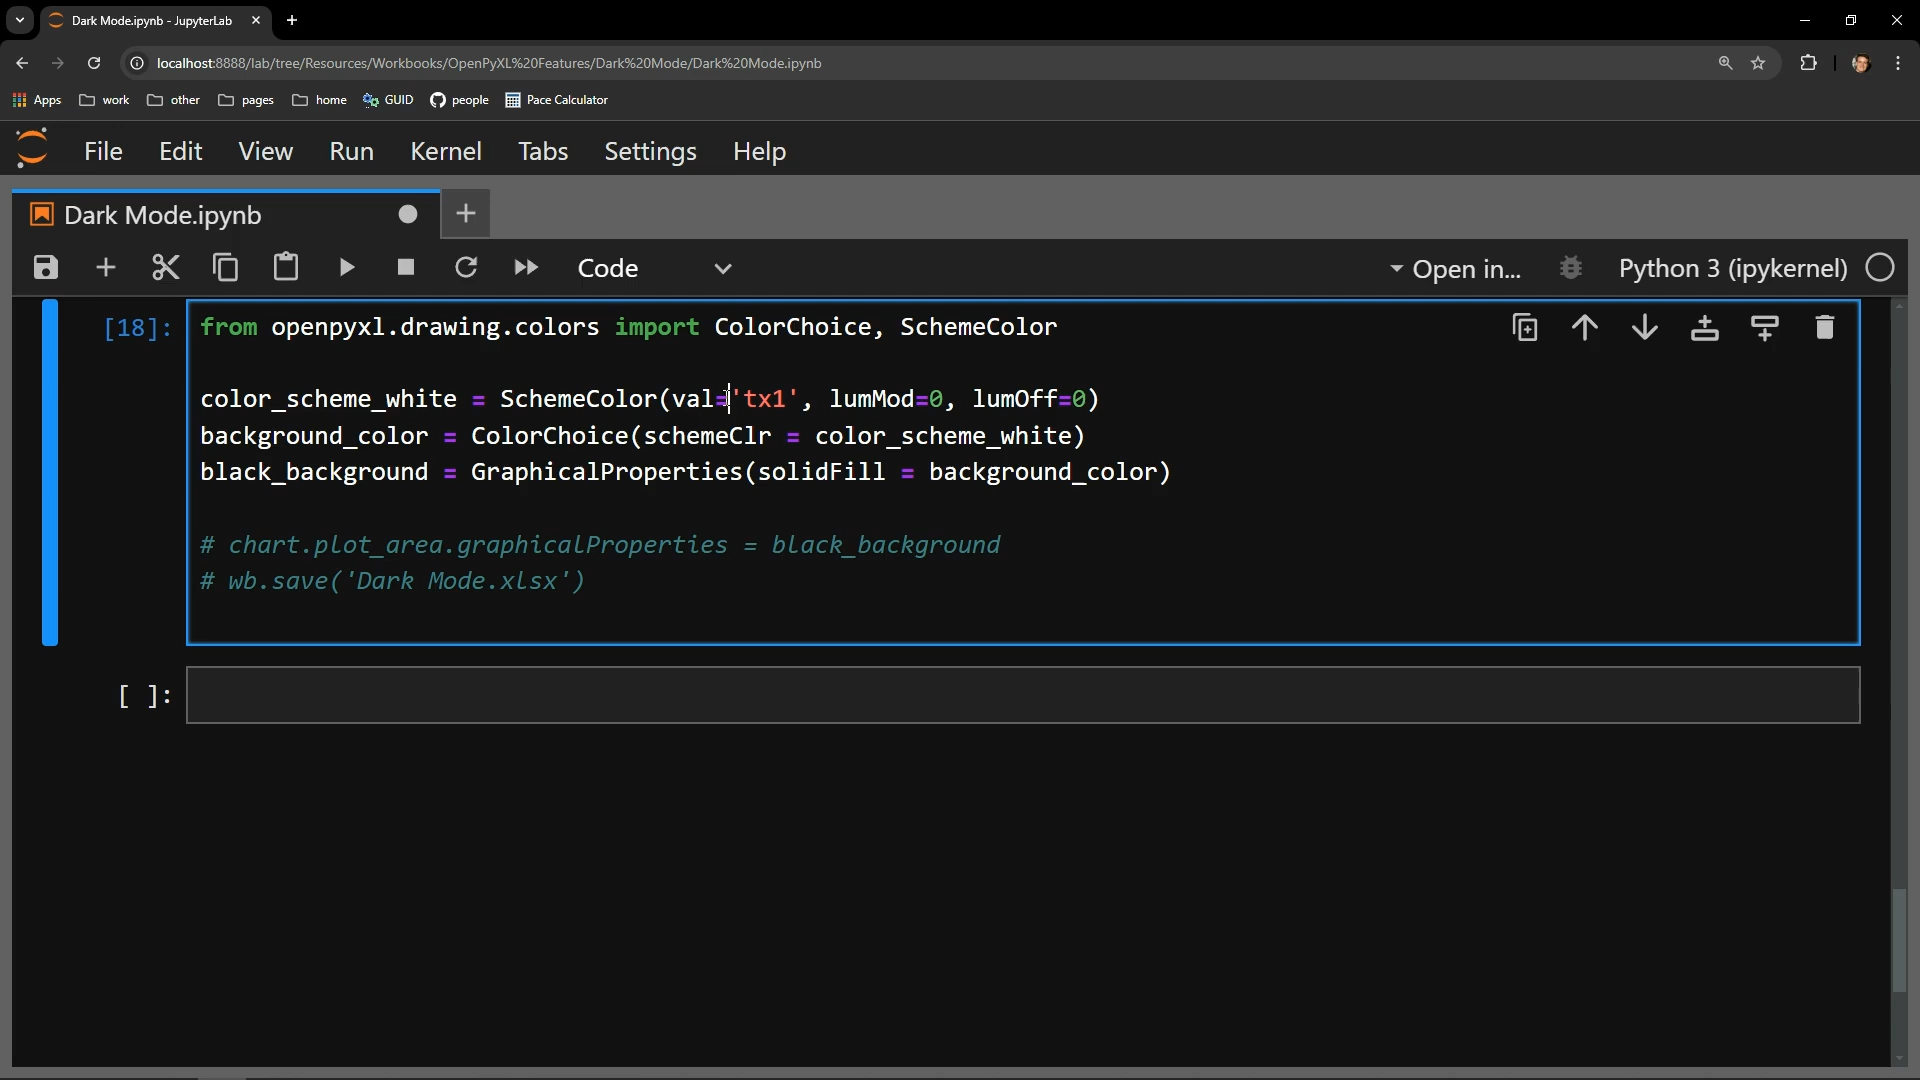 Dark Mode.ipynb - JupyterLab
localhost:8888/lab/tree/Resources/Workbooks/OpenPyXL%20Features/Dark%20Mode/Dark%20Mode.ipynb
Apps work other pages home GUID people Pace Calculator
File Edit View Run Kernel Tabs Settings Help
Dark Mode.ipynb
Code Open in... Python 3 (ipykernel)
[18]: from openpyxl.drawing.colors import ColorChoice, SchemeColor
color_scheme_white = SchemeColor(val='tx1', lumMod=0, lumOff=0)
background_color = ColorChoice(schemeClr = color_scheme_white)
black_background = GraphicalProperties(solidFill = background_color)
# chart.plot_area.graphicalProperties = black_background
# wb.save('Dark Mode.xlsx')
[ ]: